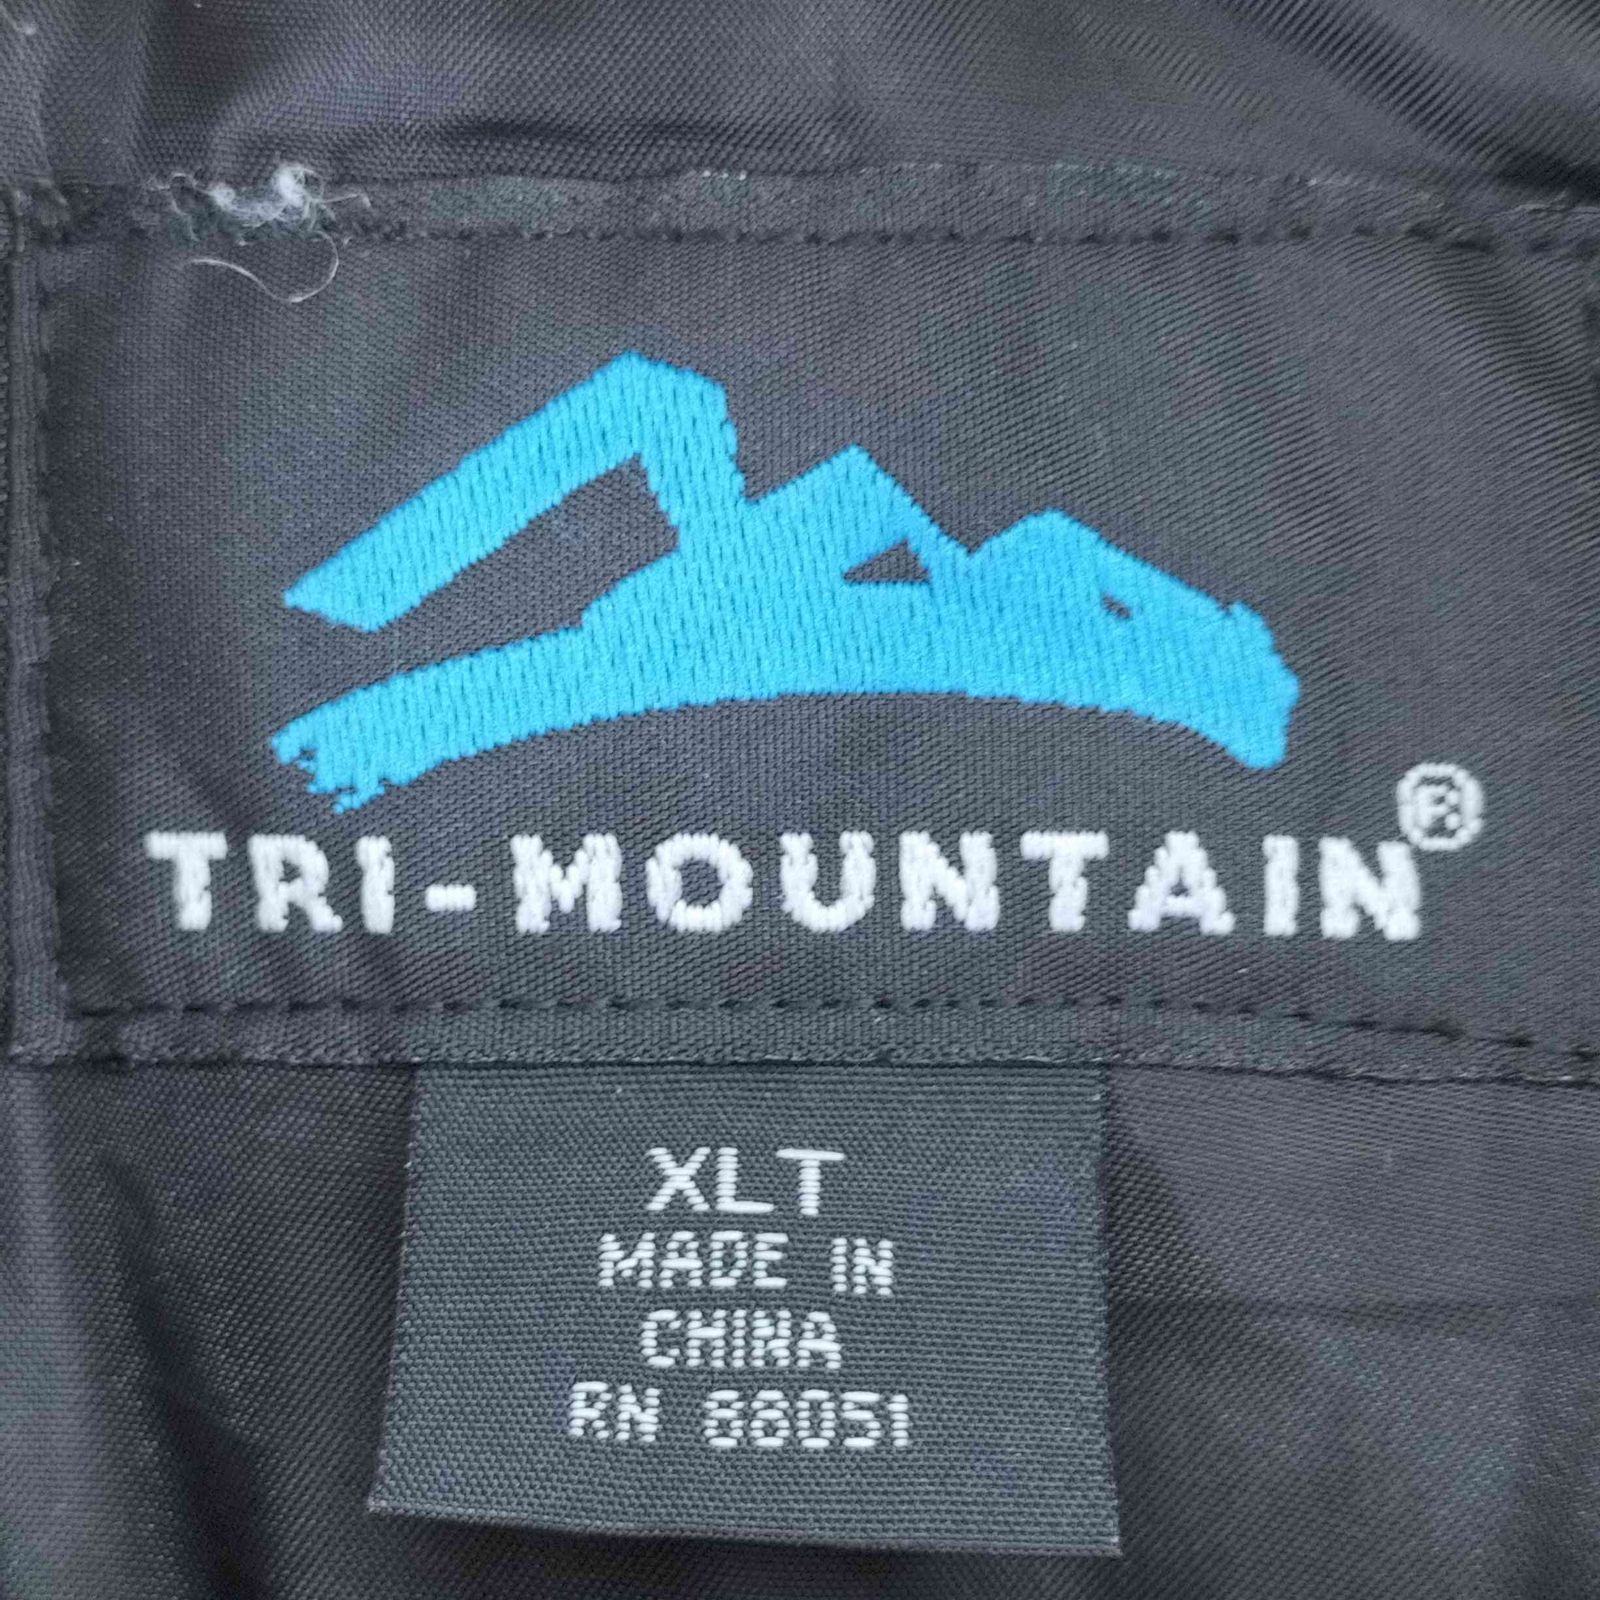 TRI-MOUNTAIN®
XLT
MADE IN
CHINA
RN 88051